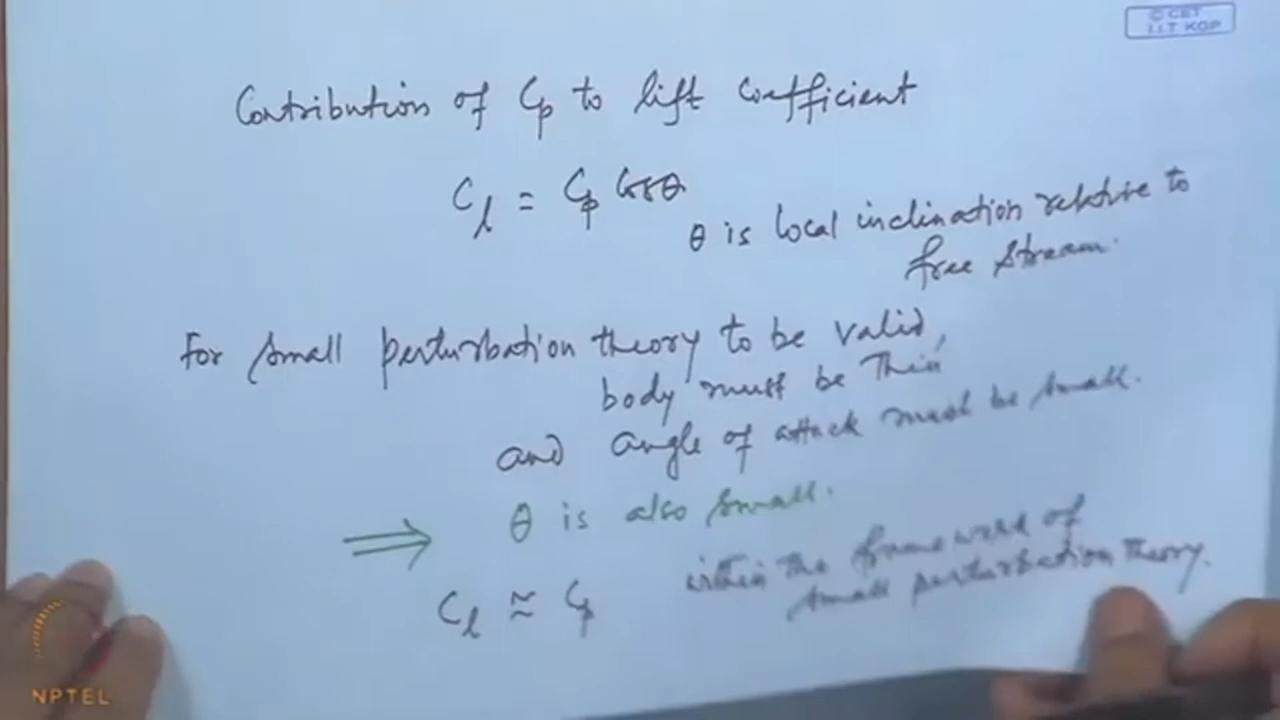 © CET
I.I.T KGP
Contribution of Cp to lift coefficient
Cl = Cp cosθ
θ is local inclination relative to
free stream.
For small perturbation theory to be valid,
body must be thin
and angle of attack must be small.
⇒ θ is also small.
within the framework of
small perturbation theory.
Cl ≈ Cp
NPTEL